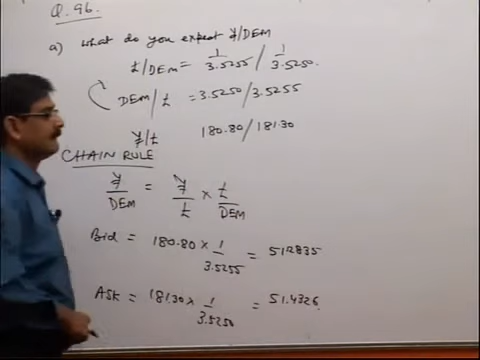 Q.96.
a) What do you expect ¥/DEM
£/DEM = 1/3.5255 / 1/3.5250.
DEM/£ = 3.5250/3.5255
¥/£ 180.80/181.30
CHAIN RULE
¥/DEM = ¥/£ × £/DEM
Bid = 180.80 × 1/3.5255 = 51.2835
Ask = 181.30 × 1/3.5250 = 51.4326.